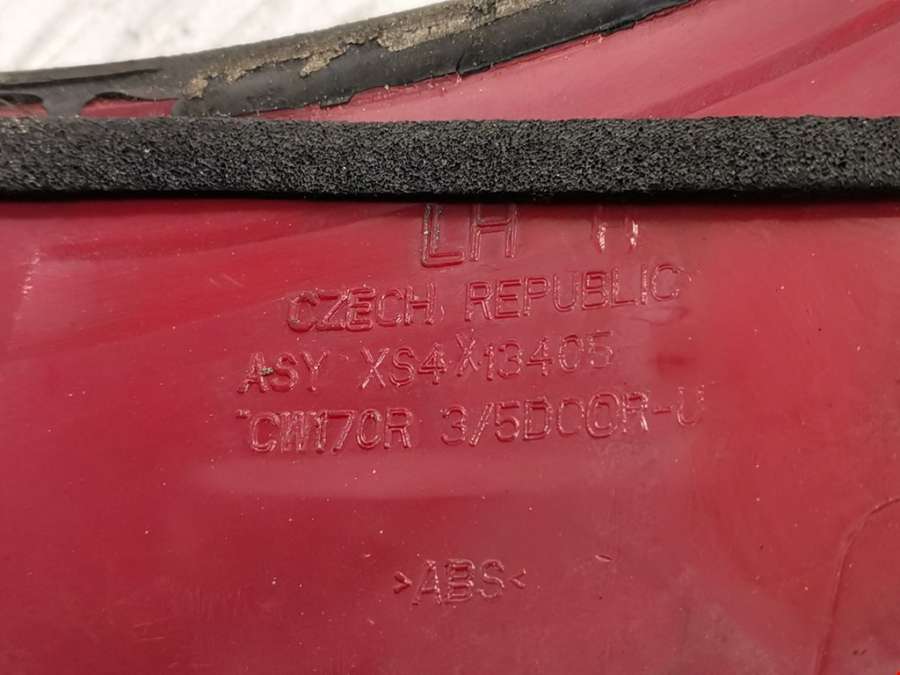 LH
CZECH REPUBLIC
ASY XS4X13405
CW170R 3/5DOOR-U
>ABS<